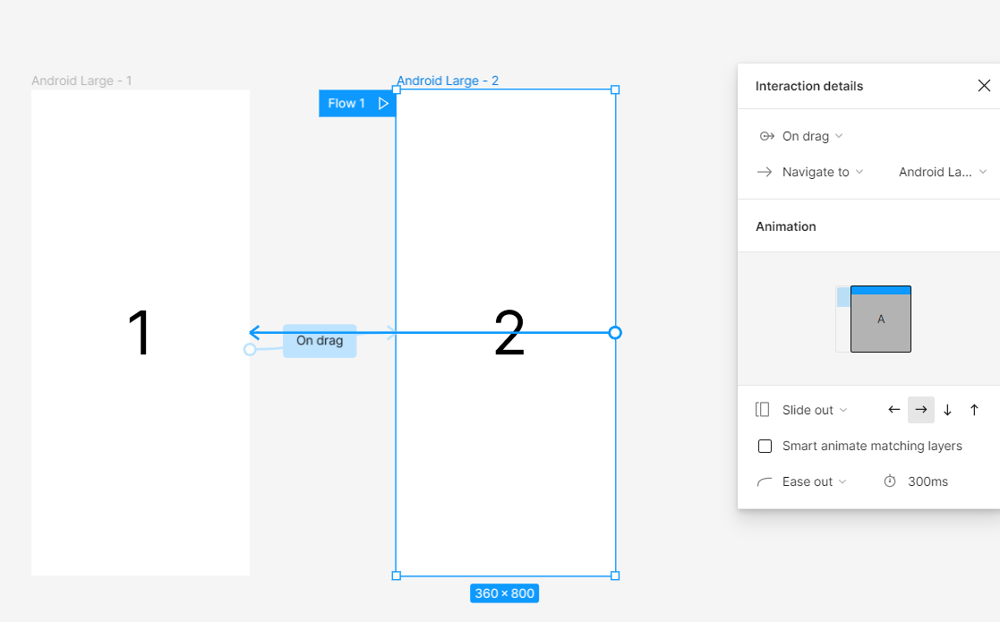 Android Large - 1
Android Large - 2
Flow 1
1
2
On drag
360 × 800
Interaction details
On drag
Navigate to
Android La...
Animation
A
Slide out
Smart animate matching layers
Ease out
300ms